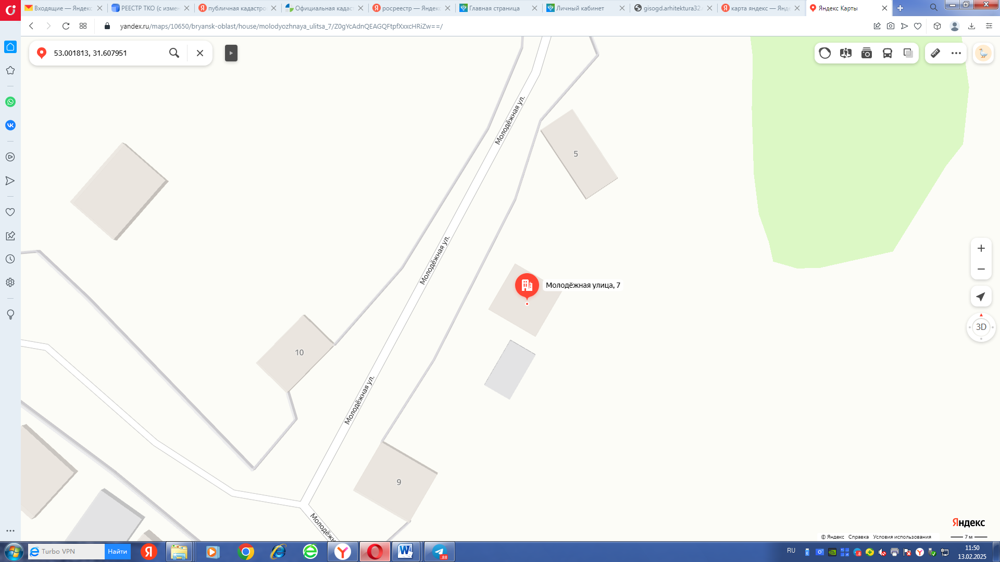 Входящие — Яндекс
РЕЕСТР ТКО (с измен
публичная кадастро
Официальная кадаст
росреестр — Яндекс
Главная страница
Личный кабинет
gisogd.arhitektura32.
карта яндекс — Янде
Яндекс Карты
yandex.ru/maps/10650/bryansk-oblast/house/molodyozhnaya_ulitsa_7/Z0gYcAdnQEAGQFtpfXxxcHRiZw==/
53.001813, 31.607951
Молодёжная ул.
5
Молодёжная ул.
Молодёжная улица, 7
3D
10
Молодёжная ул.
9
Молодёжн
Яндекс
© Яндекс Справка Условия использования
7 м
Turbo VPN
Найти
88
RU
11:50
13.02.2025